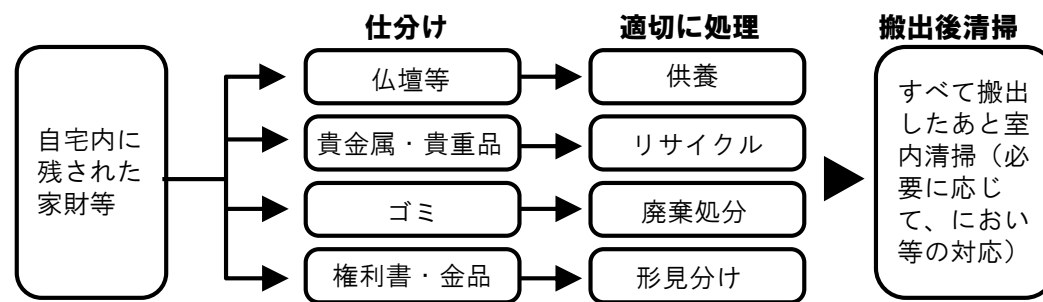 仕分け
適切に処理
搬出後清掃
自宅内に
残された
家財等
仏壇等
供養
貴金属・貴重品
リサイクル
ゴミ
廃棄処分
権利書・金品
形見分け
すべて搬出
したあと室
内清掃（必
要に応じ
て、におい
等の対応）